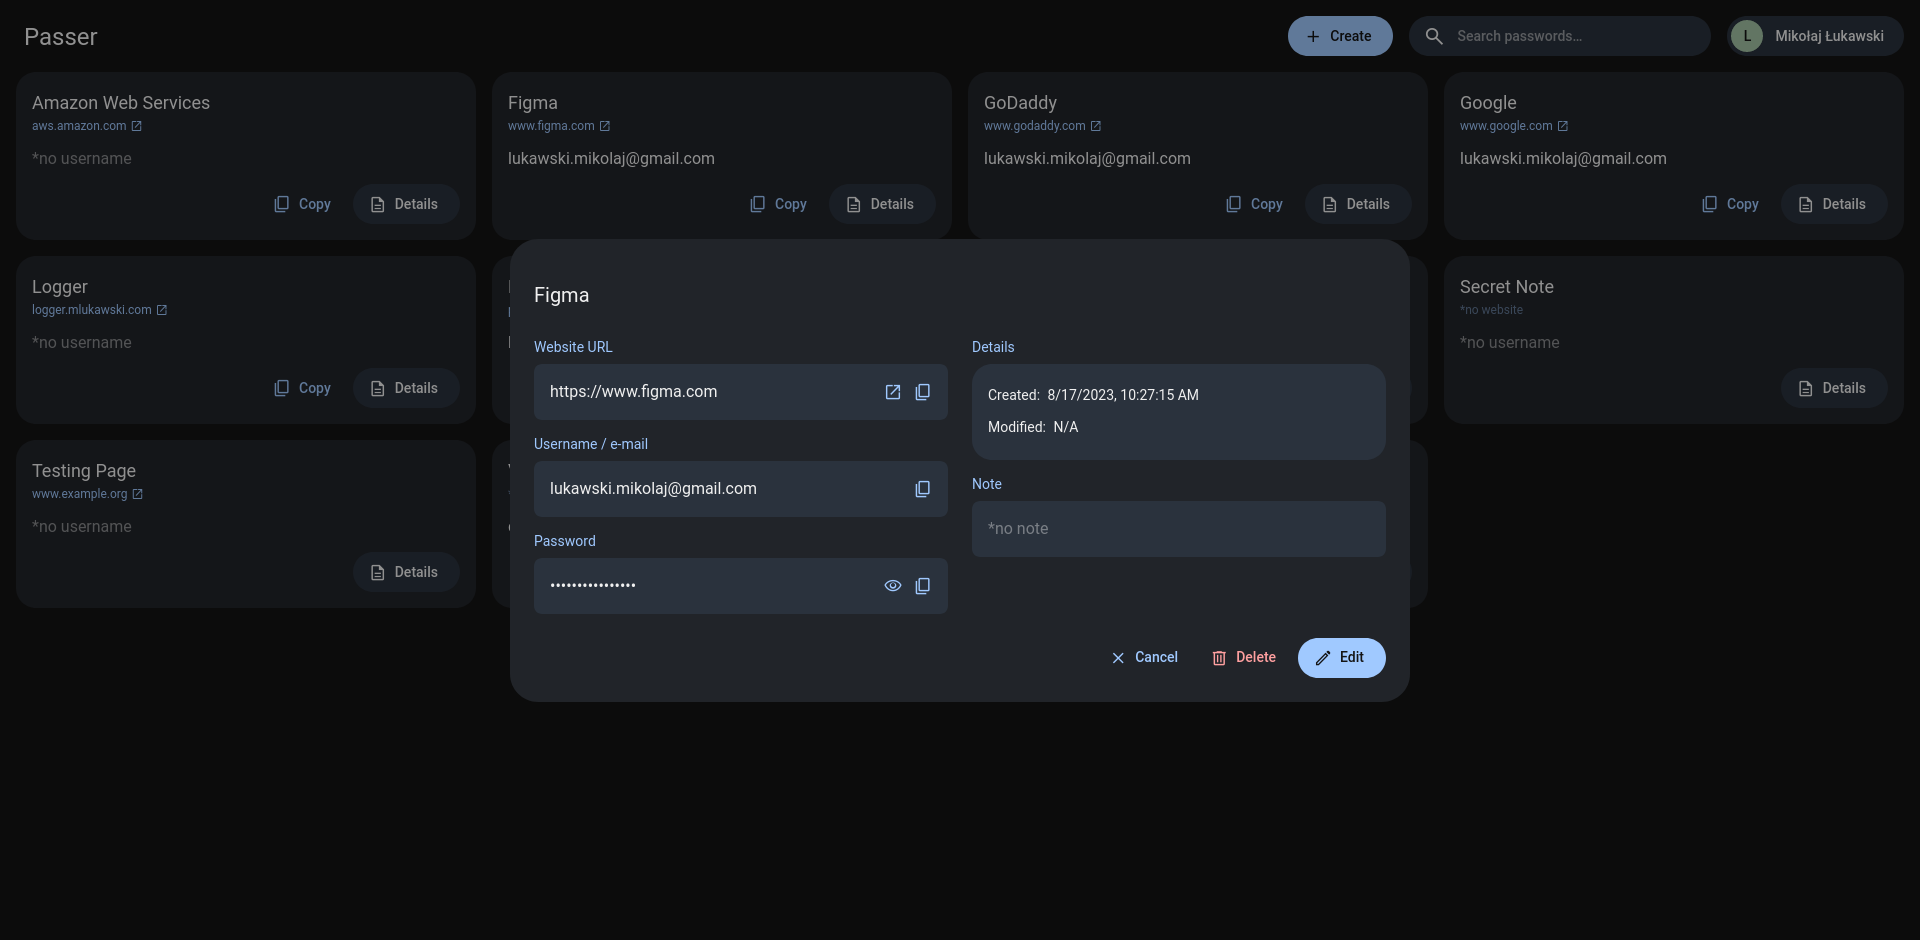 Passer
Create
Search passwords...
L
Mikołaj Łukawski
Amazon Web Services
aws.amazon.com
*no username
Copy
Details
Figma
www.figma.com
lukawski.mikolaj@gmail.com
Copy
Details
GoDaddy
www.godaddy.com
lukawski.mikolaj@gmail.com
Copy
Details
Google
www.google.com
lukawski.mikolaj@gmail.com
Copy
Details
Logger
logger.mlukawski.com
*no username
Copy
Details
Secret Note
*no website
*no username
Details
Testing Page
www.example.org
*no username
Details
Figma
Website URL
https://www.figma.com
Username / e-mail
lukawski.mikolaj@gmail.com
Password
••••••••••••••••
Details
Created: 8/17/2023, 10:27:15 AM
Modified: N/A
Note
*no note
Cancel
Delete
Edit